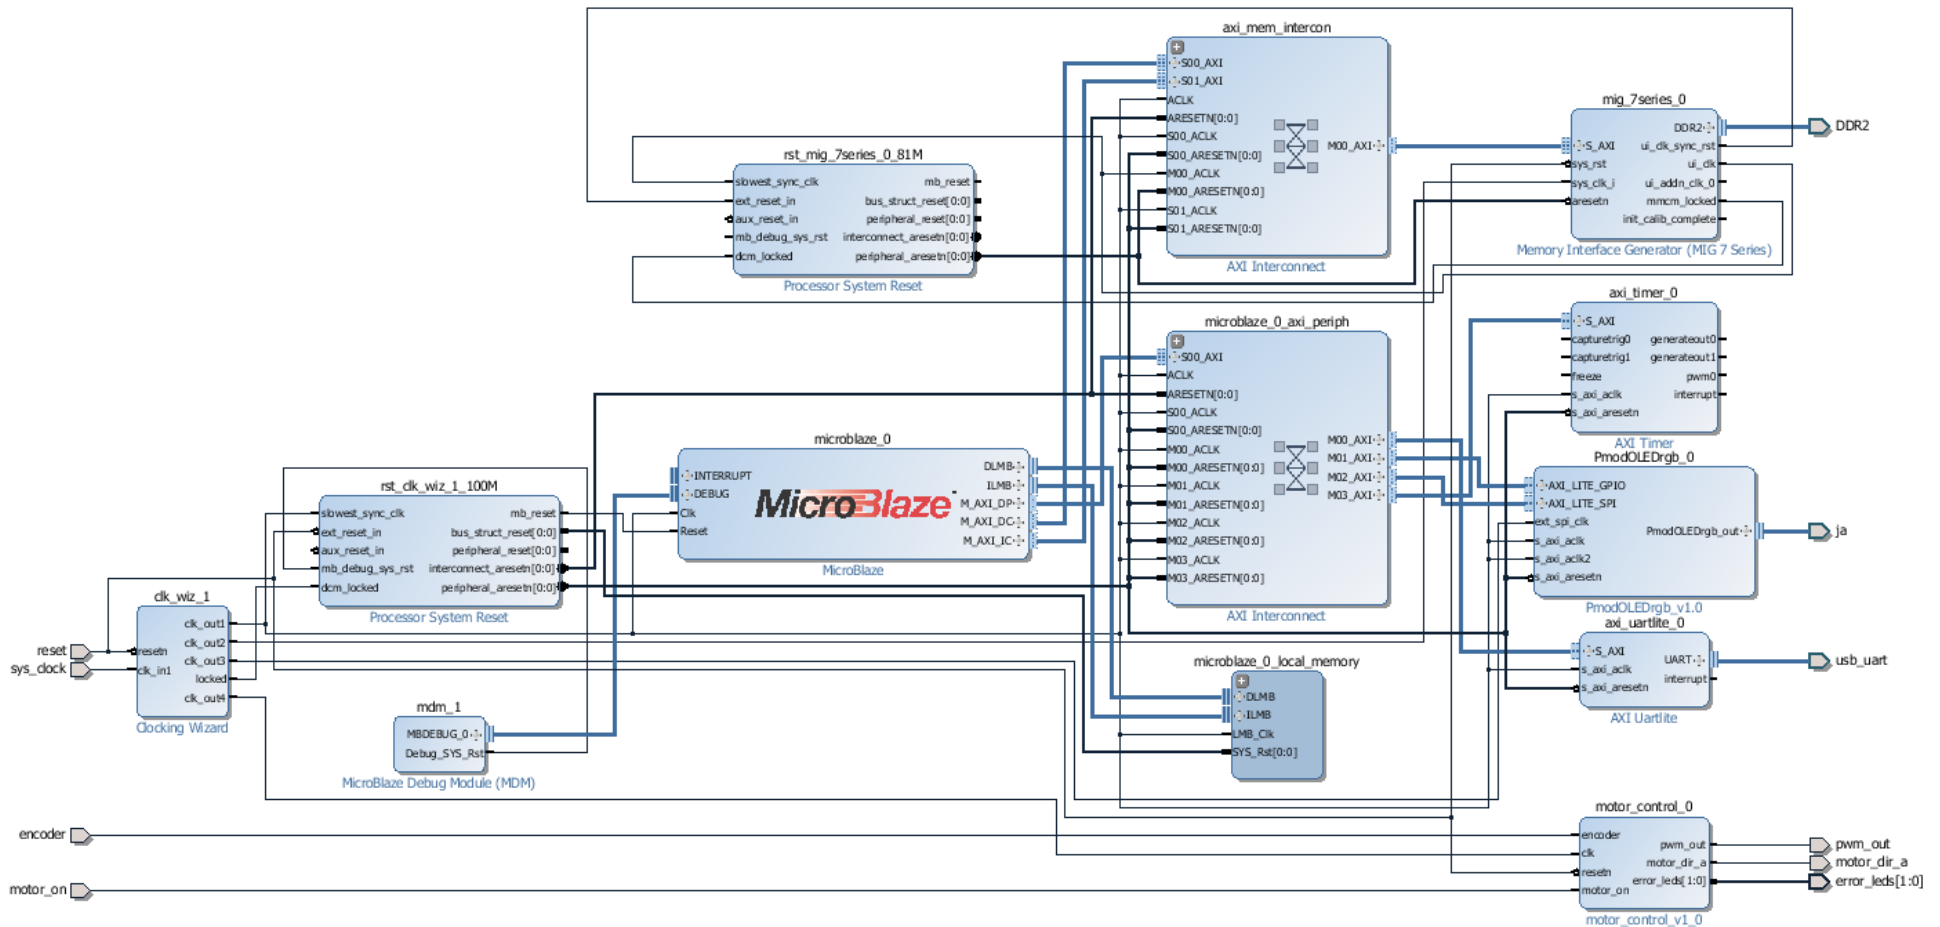 axi_mem_intercon
S00_AXI
S01_AXI
ACLK
ARESETN[0:0]
S00_ACLK
S00_ARESETN[0:0]
M00_ACLK
M00_ARESETN[0:0]
S01_ACLK
S01_ARESETN[0:0]
M00_AXI
AXI Interconnect
mig_7series_0
S_AXI
sys_rst
sys_clk_i
aresetn
DDR2
ui_clk_sync_rst
ui_clk
ui_addn_clk_0
mmcm_locked
init_calib_complete
Memory Interface Generator (MIG 7 Series)
DDR2
rst_mig_7series_0_81M
slowest_sync_clk
ext_reset_in
aux_reset_in
mb_debug_sys_rst
dcm_locked
mb_reset
bus_struct_reset[0:0]
peripheral_reset[0:0]
interconnect_aresetn[0:0]
peripheral_aresetn[0:0]
Processor System Reset
axi_timer_0
S_AXI
capturetrig0
capturetrig1
freeze
s_axi_aclk
s_axi_aresetn
generateout0
generateout1
pwm0
interrupt
AXI Timer
microblaze_0_axi_periph
S00_AXI
ACLK
ARESETN[0:0]
S00_ACLK
S00_ARESETN[0:0]
M00_ACLK
M00_ARESETN[0:0]
M01_ACLK
M01_ARESETN[0:0]
M02_ACLK
M02_ARESETN[0:0]
M03_ACLK
M03_ARESETN[0:0]
M00_AXI
M01_AXI
M02_AXI
M03_AXI
AXI Interconnect
microblaze_0
INTERRUPT
DEBUG
Clk
Reset
MicroBlaze
DLMB
ILMB
M_AXI_DP
M_AXI_DC
M_AXI_IC
MicroBlaze
PmodOLEDrgb_0
AXI_LITE_GPIO
AXI_LITE_SPI
ext_spi_clk
s_axi_aclk
s_axi_aclk2
s_axi_aresetn
PmodOLEDrgb_out
PmodOLEDrgb_v1.0
ja
rst_clk_wiz_1_100M
slowest_sync_clk
ext_reset_in
aux_reset_in
mb_debug_sys_rst
dcm_locked
mb_reset
bus_struct_reset[0:0]
peripheral_reset[0:0]
interconnect_aresetn[0:0]
peripheral_aresetn[0:0]
Processor System Reset
reset
sys_clock
clk_wiz_1
resetn
clk_in1
clk_out1
clk_out2
clk_out3
locked
clk_out4
Clocking Wizard
axi_uartlite_0
S_AXI
s_axi_aclk
s_axi_aresetn
UART
interrupt
AXI Uartlite
usb_uart
microblaze_0_local_memory
DLMB
ILMB
LMB_Clk
SYS_Rst[0:0]
mdm_1
MBDEBUG_0
Debug_SYS_Rst
MicroBlaze Debug Module (MDM)
encoder
motor_on
motor_control_0
encoder
clk
resetn
motor_on
pwm_out
motor_dir_a
error_leds[1:0]
motor_control_v1_0
pwm_out
motor_dir_a
error_leds[1:0]